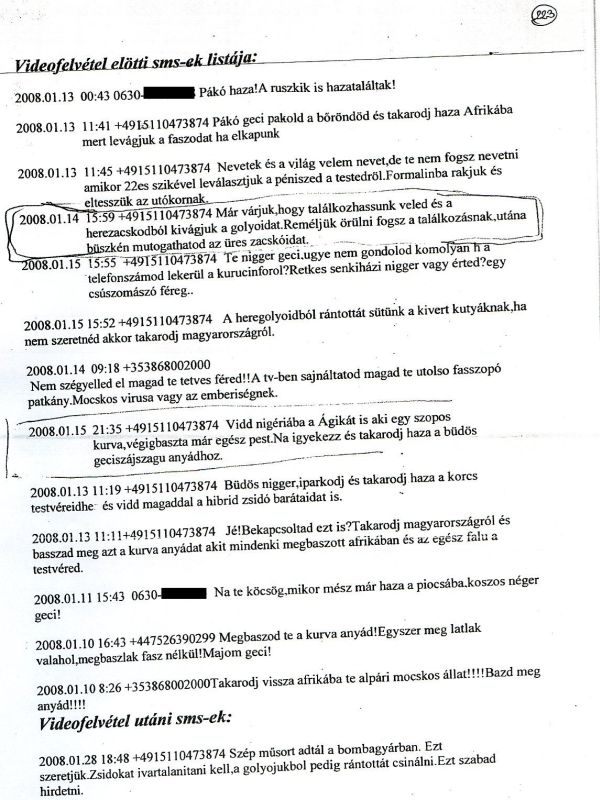 223
Videofelvétel elötti sms-ek listája:
2008.01.13 00:43 0630- Pákó haza!A ruszkik is hazataláltak!
2008.01.13 11:41 +4915110473874 Pákó geci pakold a böröndöd és takarodj haza Afrikába
mert levágjuk a faszodat ha elkapunk
2008.01.13 11:45 +4915110473874 Nevetek és a világ velem nevet,de te nem fogsz nevetni
amikor 22es szikével leválasztjuk a péniszed a testedröl.Formalinba rakjuk és
eltesszük az utókornak.
2008.01.14 15:59 +4915110473874 Már várjuk,hogy találkozhassunk veled és a
herezacskodból kivágjuk a golyoidat.Reméljük örülni fogsz a találkozásnak,utána
büszkén mutogathatod az üres zacskóidat.
2008.01.15 15:55 +4915110473874 Te nigger geci,ugye nem gondolod komolyan h a
telefonszámod lekerül a kurucinforol?Retkes senkiházi nigger vagy érted?egy
csúszomászó féreg..
2008.01.15 15:52 +4915110473874 A heregolyoidból rántottát sütünk a kivert kutyáknak,ha
nem szeretnéd akkor takarodj magyarországról.
2008.01.14 09:18 +353868002000
Nem szégyelled el magad te tetves féred!!A tv-ben sajnáltatod magad te utolso fasszopó
patkány.Mocskos virusa vagy az emberiségnek.
2008.01.15 21:35 +4915110473874 Vidd nigériába a Ágikát is aki egy szopos
kurva,végigbaszta már egész pest.Na igyekezz és takarodj haza a büdös
geciszájszagu anyádhoz.
2008.01.13 11:19 +4915110473874 Büdös nigger,iparkodj és takarodj haza a korcs
testvéreidhe és vidd magaddal a hibrid zsidó barátaidat is.
2008.01.13 11:11+4915110473874 Jé!Bekapcsoltad ezt is?Takarodj magyarországról és
basszad meg azt a kurva anyádat akit mindenki megbaszott afrikában és az egész falu a
testvéred.
2008.01.11 15:43 0630- Na te köcsög,mikor mész már haza a piocsába,koszos néger
geci!
2008.01.10 16:43 +447526390299 Megbaszod te a kurva anyád!Egyszer meg latlak
valahol,megbaszlak fasz nélkül!Majom geci!
2008.01.10 8:26 +353868002000Takarodj vissza afrikába te alpári mocskos állat!!!!Bazd meg
anyád!!!!
Videofelvétel utáni sms-ek:
2008.01.28 18:48 +4915110473874 Szép müsort adtál a bombagyárban. Ezt
szeretjük.Zsidokat ivartalanitani kell,a golyojukbol pedig rántottát csinálni.Ezt szabad
hirdetni.